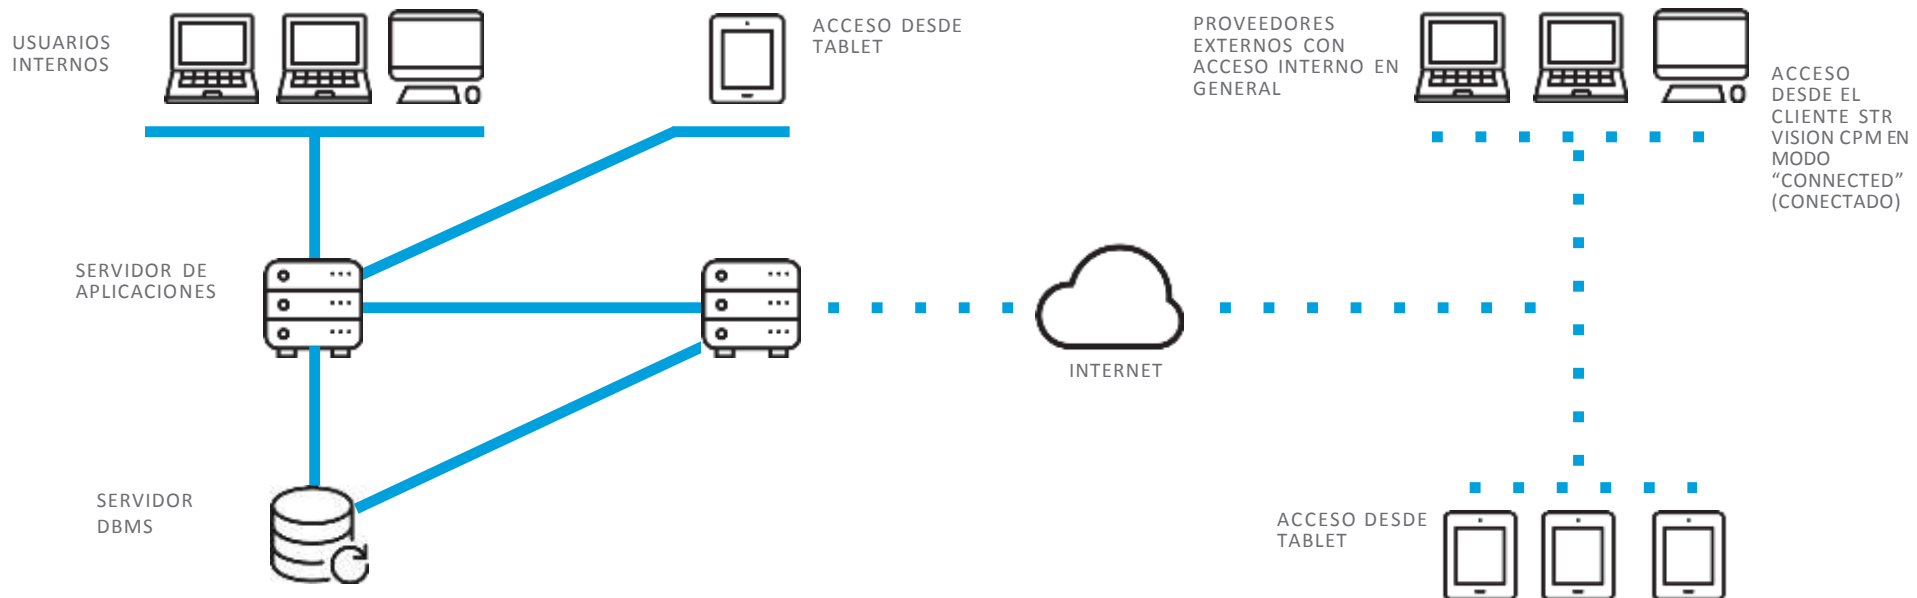 USUARIOS
INTERNOS
ACCESO DESDE
TABLET
PROVEEDORES
EXTERNOS CON
ACCESO INTERNO EN
GENERAL
ACCESO
DESDE EL
CLIENTE STR
VISION CPM EN
MODO
“CONNECTED”
(CONECTADO)
SERVIDOR DE
APLICACIONES
INTERNET
SERVIDOR
DBMS
ACCESO DESDE
TABLET